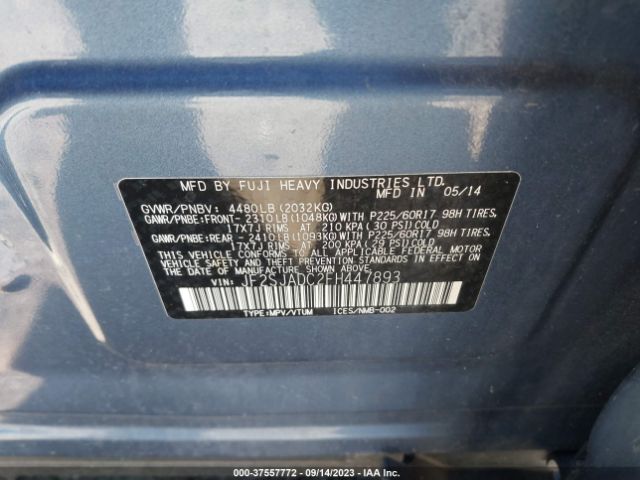 MFD BY FUJI HEAVY INDUSTRIES LTD.
MFD IN 05/14
GVWR/PNBV: 4480LB(2032KG)
GAWR/PNBE:FRONT-2310LB(1048KG)WITH P225/60R17 98H TIRES,
17X7J RIMS AT 210 KPA(30 PSI)COLD
GAWR/PNBE:REAR -2410LB(1093KG)WITH P225/60R17 98H TIRES,
17X7J RIMS AT 200 KPA(29 PSI)COLD
THIS VEHICLE CONFORMS TO ALL APPLICABLE FEDERAL MOTOR
VEHICLE SAFETY STANDARDS IN EFFECT ON
THE DATE OF MANUFACTURE SHOWN ABOVE.
VIN: JF2SJADC2FH447893
TYPE:MPV/VTUM ICES/NMB-002
000-37557772 - 09/14/2023 - IAA Inc.